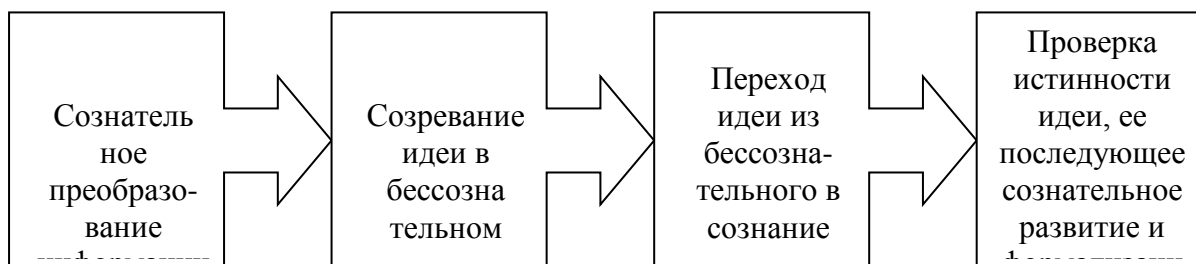 Сознатель
ное
преобразо-
вание
Созревание
идеи в
бессозна
тельном
Переход
идеи из
бессозна-
тельного в
сознание
Проверка
истинности
идеи, ее
последующее
сознательное
развитие и